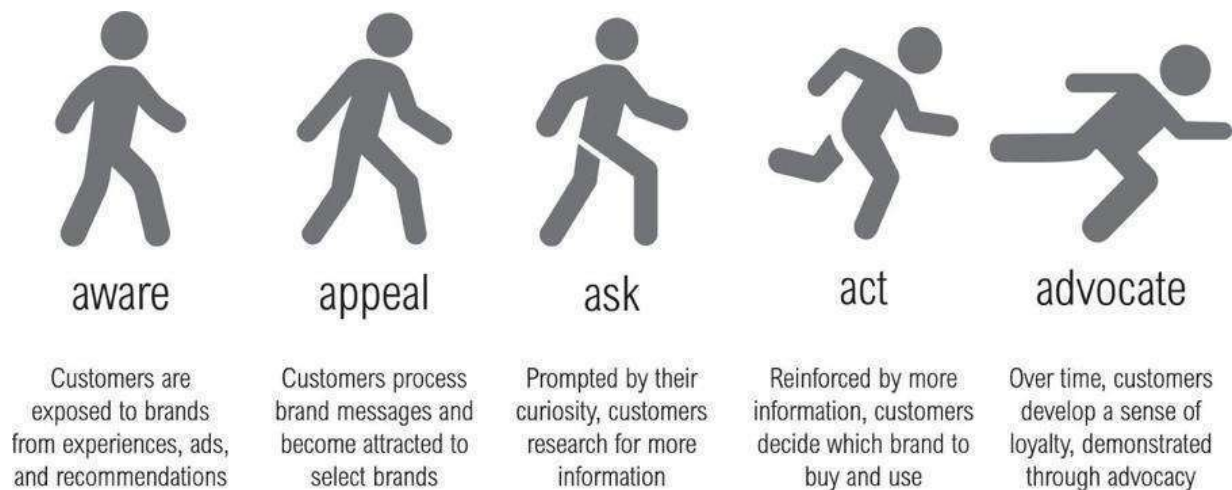 aware
Customers are
exposed to brands
from experiences, ads,
and recommendations
appeal
Customers process
brand messages and
become attracted to
select brands
ask
Prompted by their
curiosity, customers
research for more
information
act
Reinforced by more
information, customers
decide which brand to
buy and use
advocate
Over time, customers
develop a sense of
loyalty, demonstrated
through advocacy